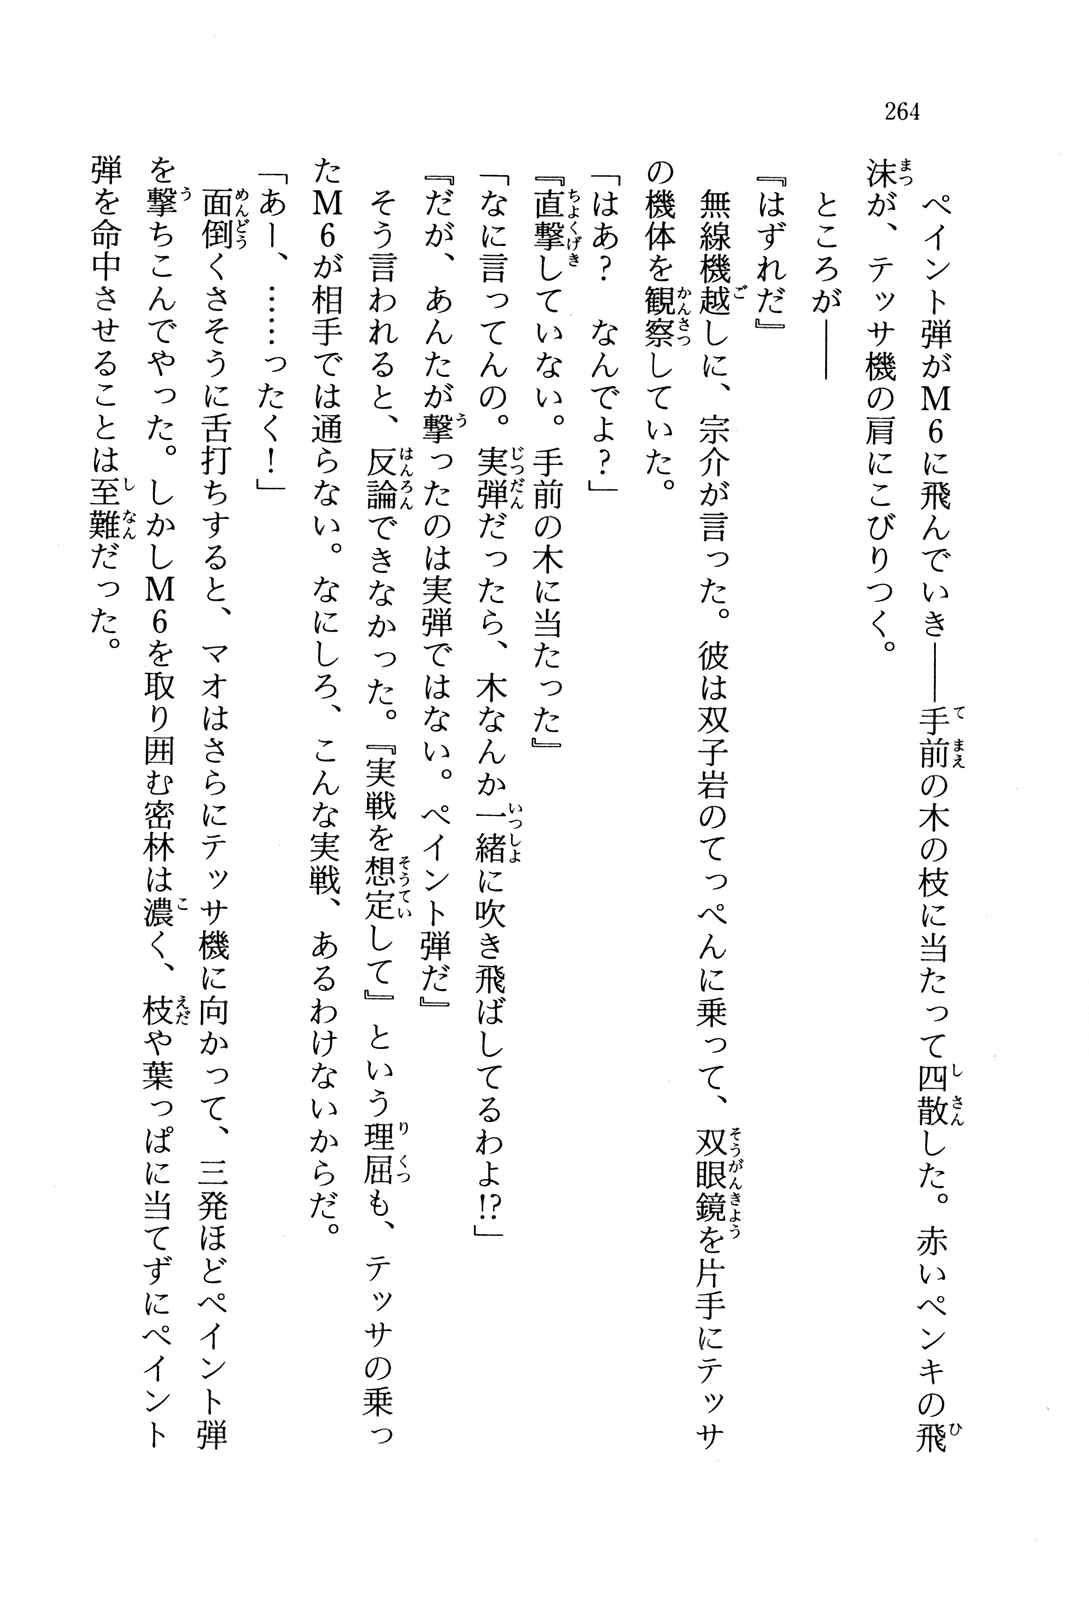 264
ペイント弾がM6に飛んでいき――手前の木の枝に当たって四散した。赤いペンキの飛
沫が、テッサ機の肩にこびりつく。
ところが――
『はずれだ』
無線機越しに、宗介が言った。彼は双子岩のてっぺんに乗って、双眼鏡を片手にテッサ
の機体を観察していた。
「はあ？　なんでよ？」
『直撃していない。手前の木に当たった』
「なに言ってんの。実弾だったら、木なんか一緒に吹き飛ばしてるわよ!?」
『だが、あんたが撃ったのは実弾ではない。ペイント弾だ』
そう言われると、反論できなかった。『実戦を想定して』という理屈も、テッサの乗っ
たM6が相手では通らない。なにしろ、こんな実戦、あるわけないからだ。
「あー、……ったく！」
面倒くさそうに舌打ちすると、マオはさらにテッサ機に向かって、三発ほどペイント弾
を撃ちこんでやった。しかしM6を取り囲む密林は濃く、枝や葉っぱに当てずにペイント
弾を命中させることは至難だった。